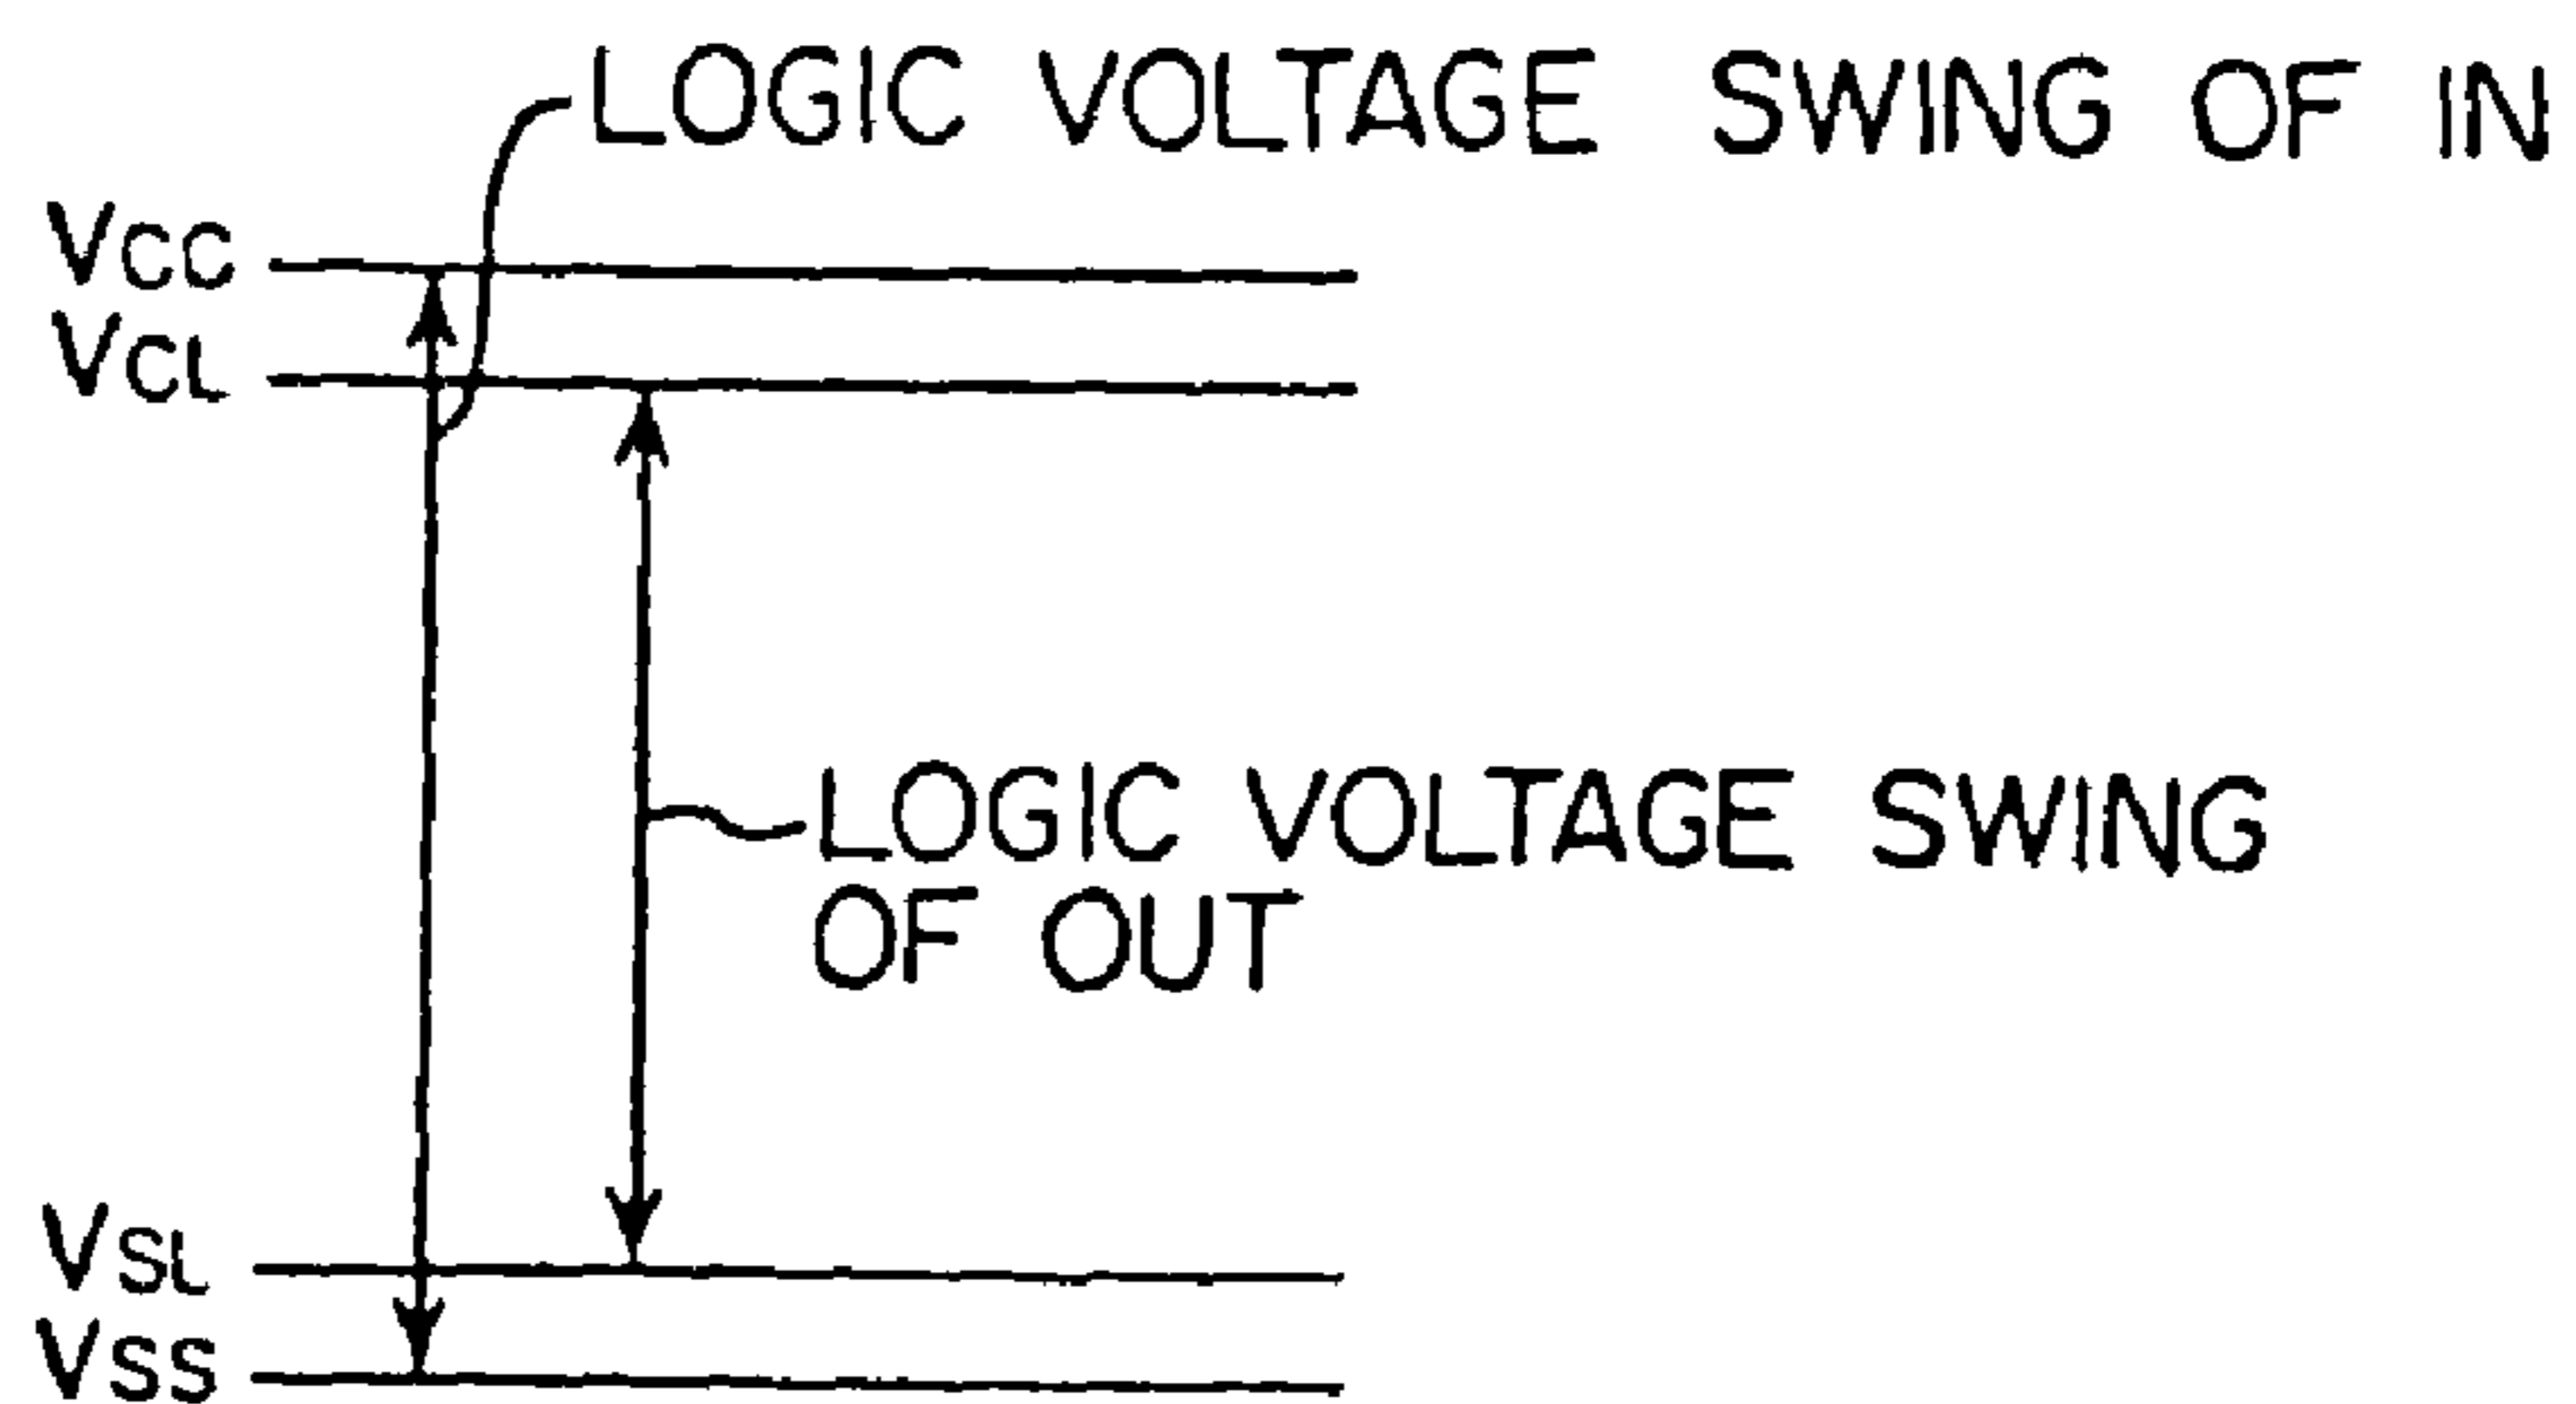 LOGIC VOLTAGE SWING OF IN
VCC
VCL
LOGIC VOLTAGE SWING
OF OUT
VSL
VSS